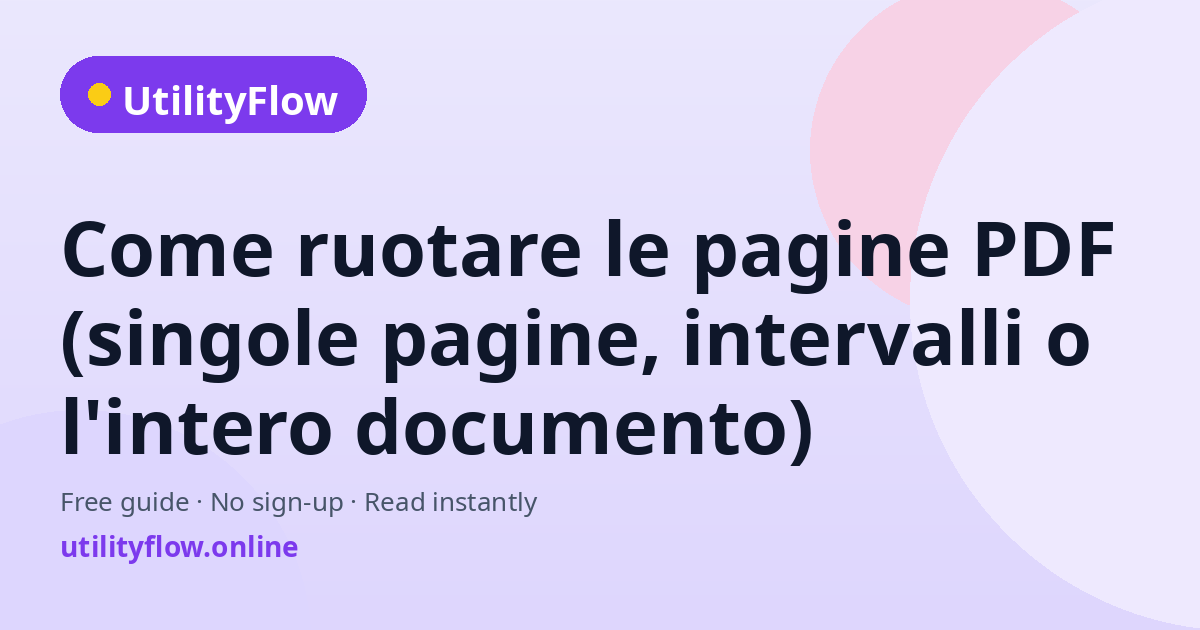 UtilityFlow
Come ruotare le pagine PDF
(singole pagine, intervalli o
l'intero documento)
Free guide · No sign-up · Read instantly
utilityflow.online